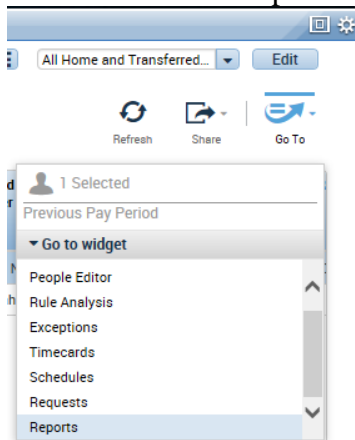 All Home and Transferred... Edit
Refresh Share Go To
1 Selected
Previous Pay Period
Go to widget
People Editor
Rule Analysis
Exceptions
Timecards
Schedules
Requests
Reports